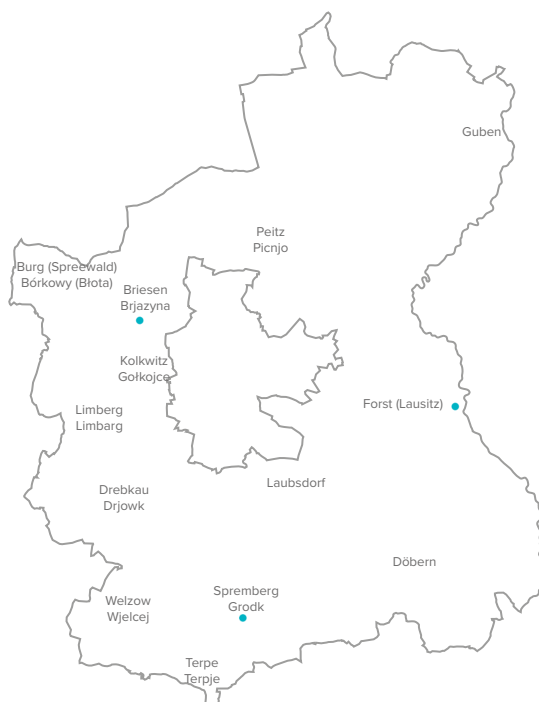 Guben
Peitz
Picnjo
Burg (Spreewald)
Bórkowy (Błota)
Briesen
Brjazyna
Kolkwitz
Gołkojce
Forst (Lausitz)
Limberg
Limbarg
Laubsdorf
Drebkau
Drjowk
Döbern
Spremberg
Grodk
Welzow
Wjelcej
Terpe
Terpje